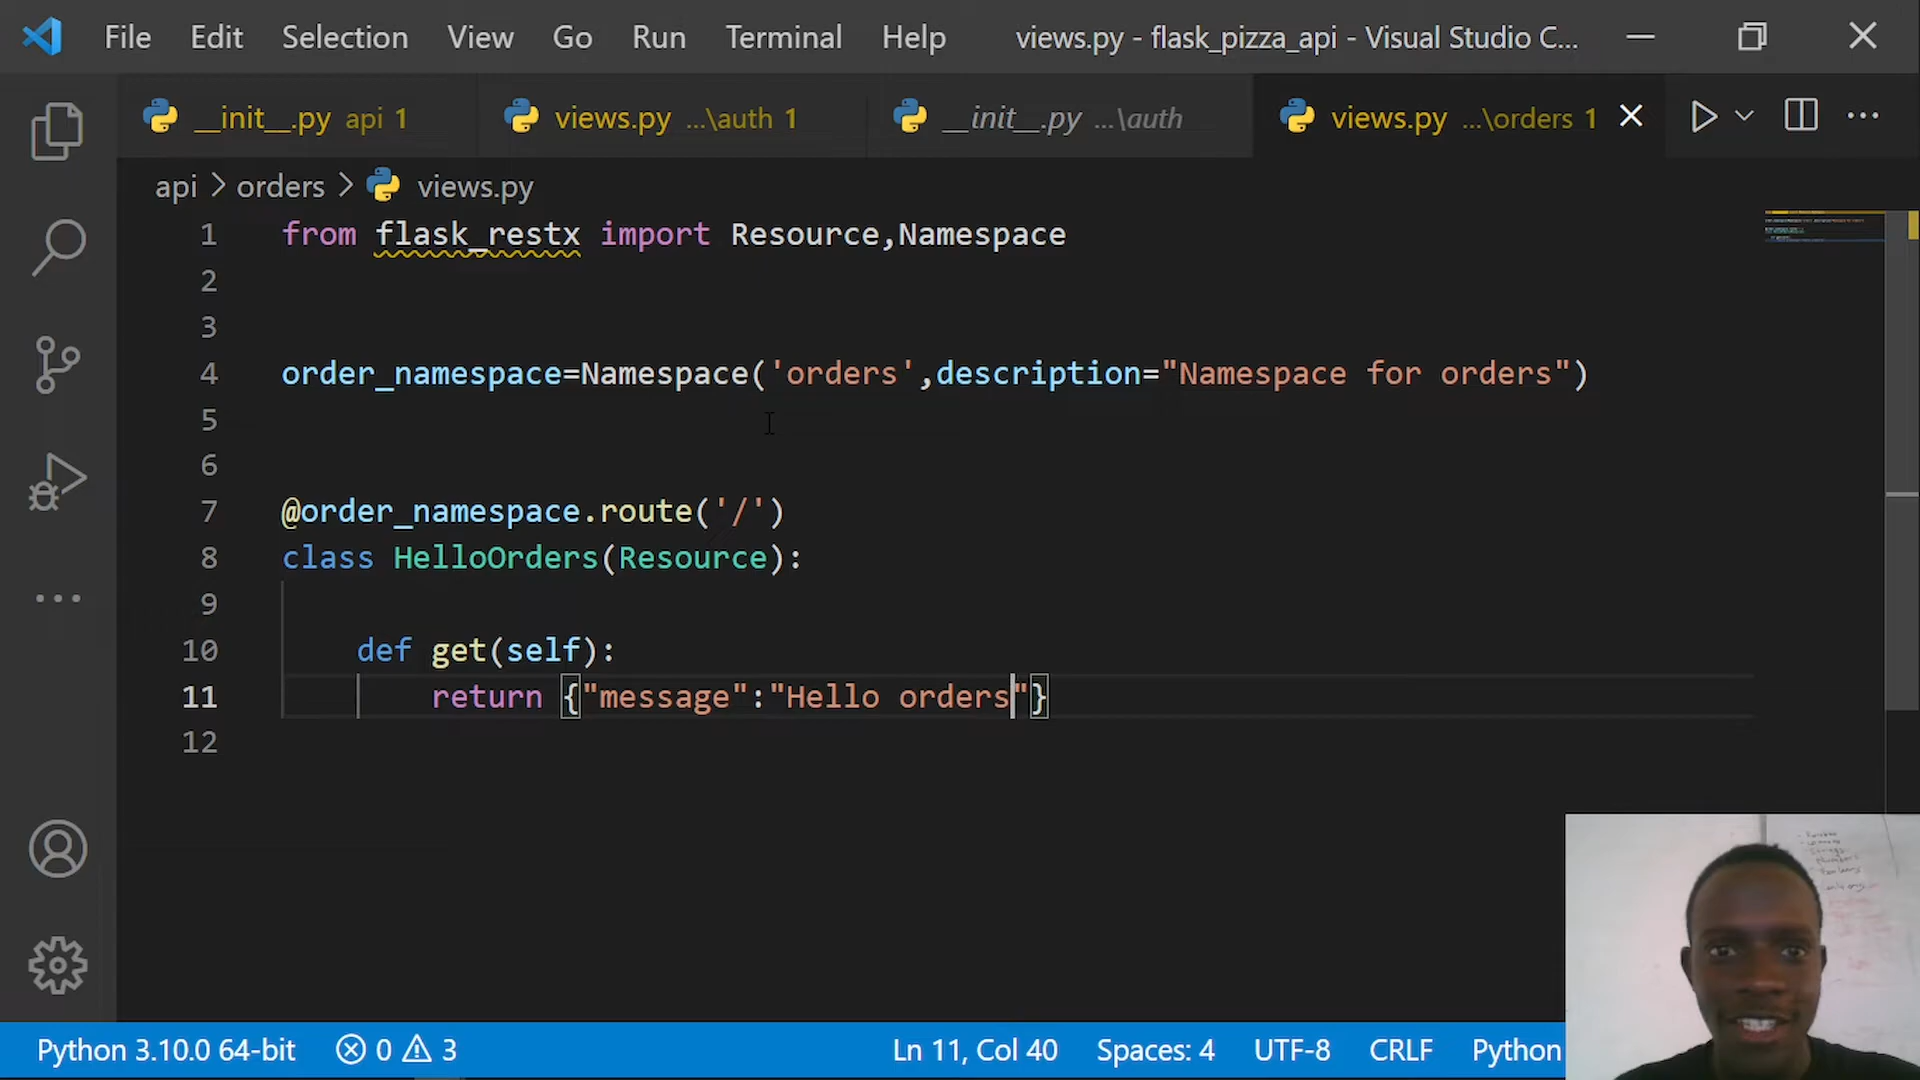 File Edit Selection View Go Run Terminal Help views.py - flask_pizza_api - Visual Studio C...
__init__.py api 1 views.py ...\auth 1 __init__.py ...\auth views.py ...\orders 1
api > orders > views.py
1 from flask_restx import Resource,Namespace
2
3
4 order_namespace=Namespace('orders',description="Namespace for orders")
5
6
7 @order_namespace.route('/')
8 class HelloOrders(Resource):
9
10 def get(self):
11 return {"message":"Hello orders"}
12
Python 3.10.0 64-bit 0 3 Ln 11, Col 40 Spaces: 4 UTF-8 CRLF Python